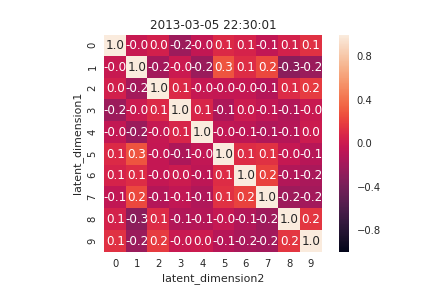 2013-03-05 22:30:01
0 1.0 -0.0 0.0 -0.2 -0.0 0.1 0.1 -0.1 0.1 0.1
1 -0.0 1.0 -0.2 -0.0 -0.2 0.3 0.1 0.2 -0.3 -0.2
2 0.0 -0.2 1.0 0.1 -0.0 -0.0 -0.0 -0.1 0.1 0.2
3 -0.2 -0.0 0.1 1.0 0.1 -0.1 0.0 -0.1 -0.1 -0.0
4 -0.0 -0.2 -0.0 0.1 1.0 -0.0 -0.1 -0.1 -0.1 0.0
5 0.1 0.3 -0.0 -0.1 -0.0 1.0 0.1 0.1 -0.0 -0.1
6 0.1 0.1 -0.0 0.0 -0.1 0.1 1.0 0.2 -0.1 -0.2
7 -0.1 0.2 -0.1 -0.1 -0.1 0.1 0.2 1.0 -0.2 -0.2
8 0.1 -0.3 0.1 -0.1 -0.1 -0.0 -0.1 -0.2 1.0 0.2
9 0.1 -0.2 0.2 -0.0 0.0 -0.1 -0.2 -0.2 0.2 1.0
0 1 2 3 4 5 6 7 8 9
latent_dimension2
latent_dimension1
0.8
0.4
0.0
-0.4
-0.8